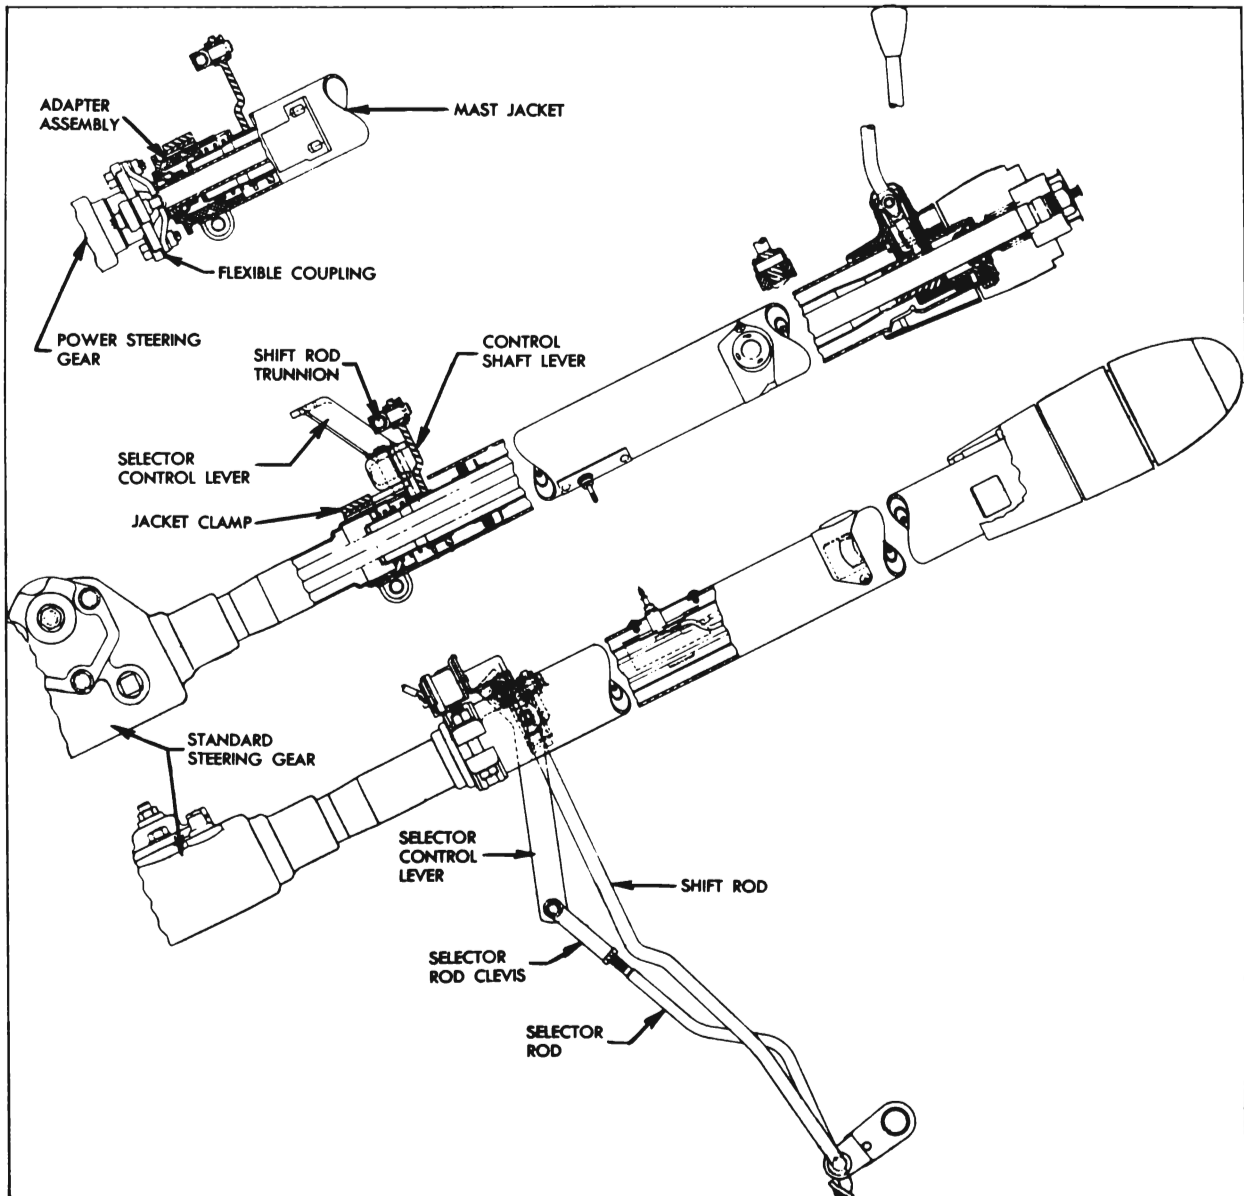 ADAPTER
ASSEMBLY
MAST JACKET
FLEXIBLE COUPLING
POWER STEERING
GEAR
SHIFT ROD
TRUNNION
CONTROL
SHAFT LEVER
SELECTOR
CONTROL LEVER
JACKET CLAMP
STANDARD
STEERING GEAR
SELECTOR
CONTROL
LEVER
SHIFT ROD
SELECTOR
ROD CLEVIS
SELECTOR
ROD